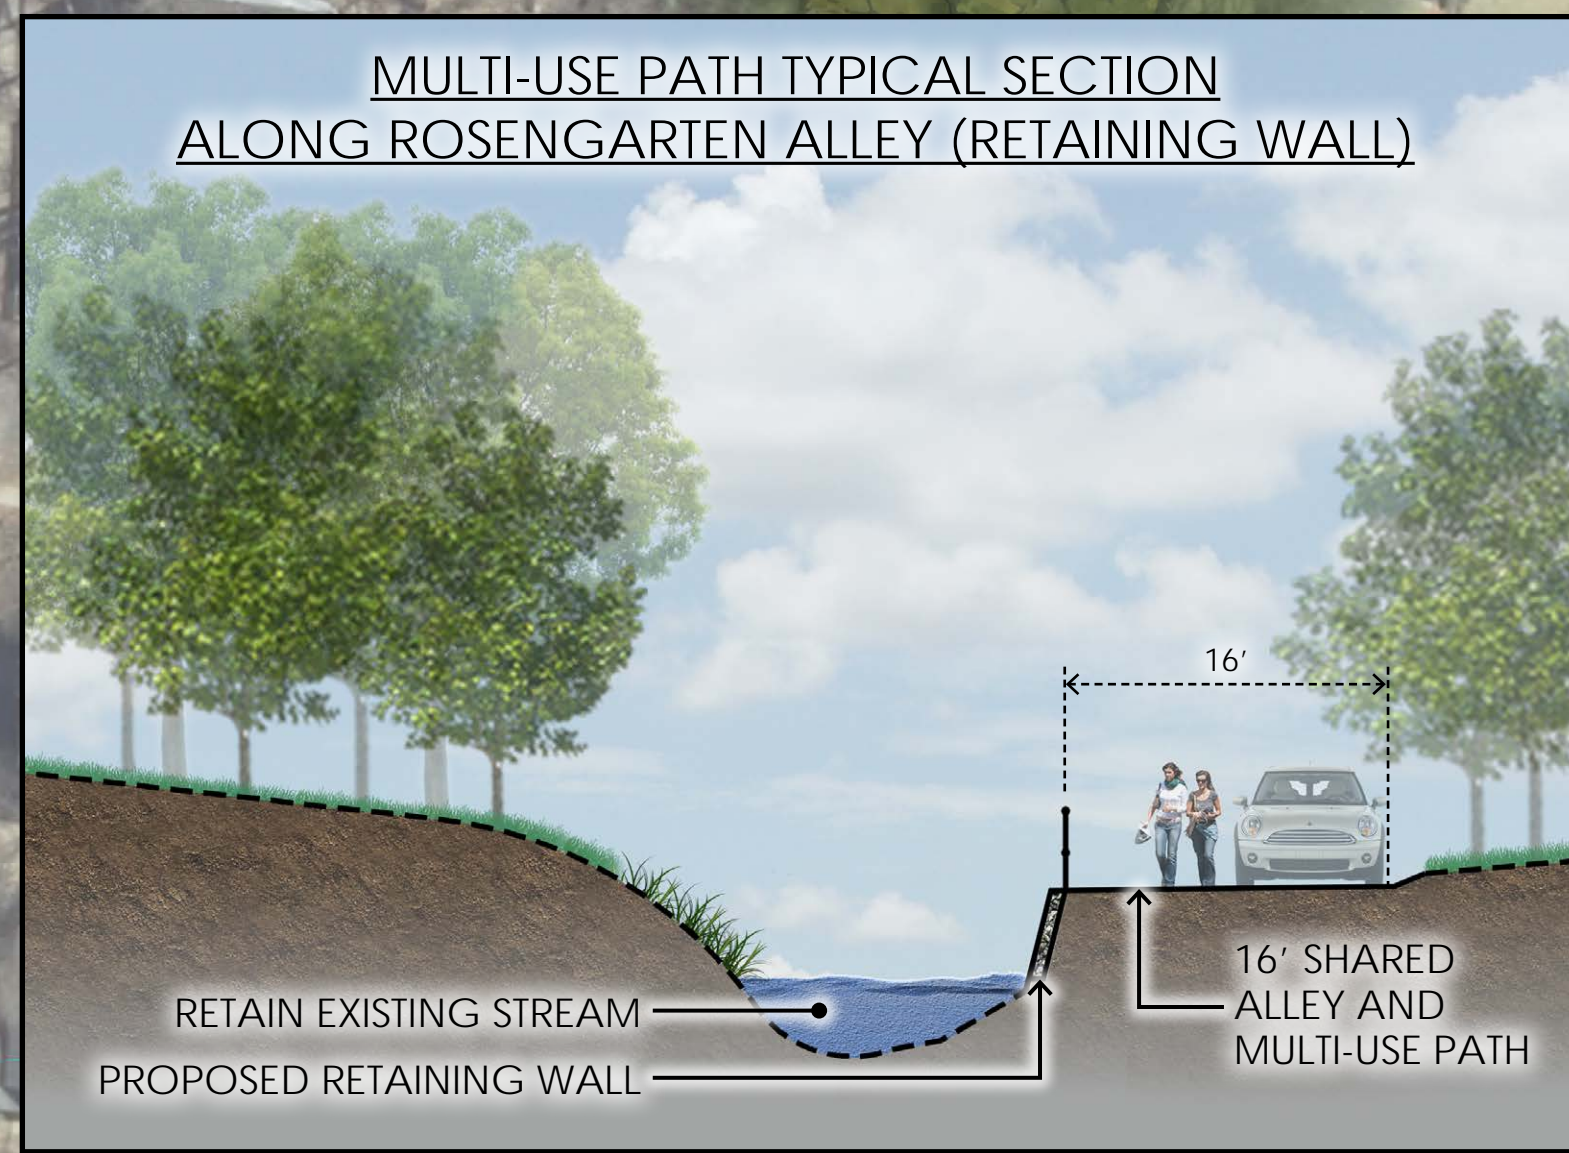 MULTI-USE PATH TYPICAL SECTION
ALONG ROSENGARTEN ALLEY (RETAINING WALL)
16′
RETAIN EXISTING STREAM
PROPOSED RETAINING WALL
16′ SHARED
ALLEY AND
MULTI-USE PATH